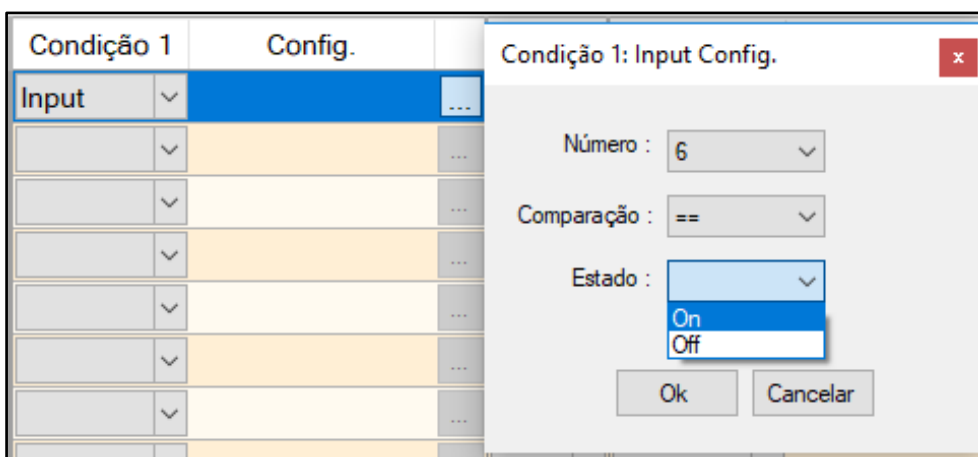 Condição 1 Config.
Input ...
...
...
...
...
...
...
Condição 1: Input Config. x
Número : 6
Comparação : ==
Estado :
On
Off
Ok Cancelar